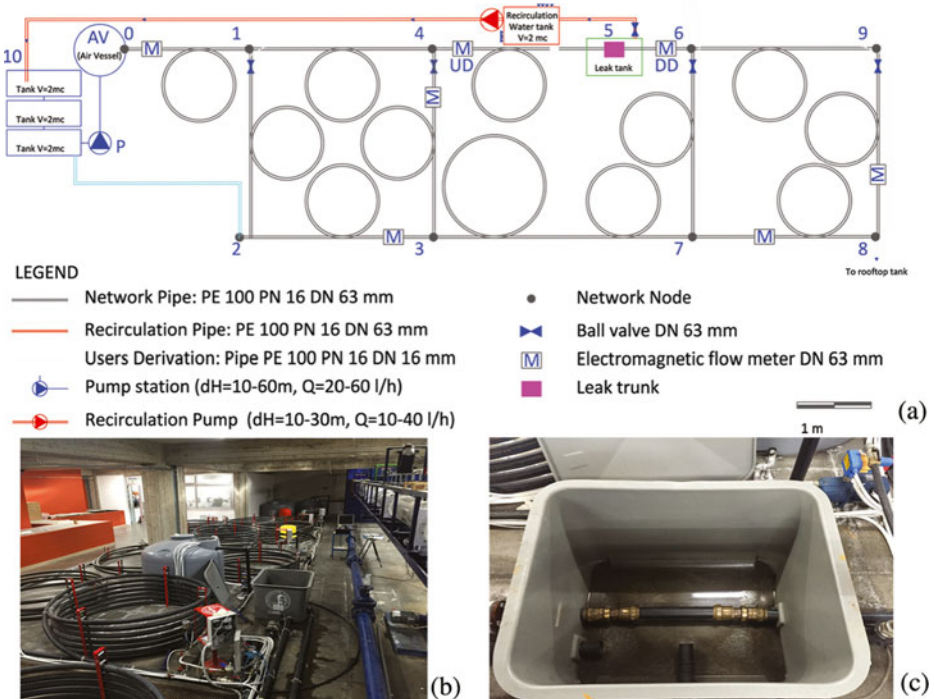 Recirculation
Water tank
V=2 mc
10
AV
(Air Vessel)
0
M
1
4
M
UD
5
Leak tank
M
DD
6
9
Tank V=2mc
Tank V=2mc
Tank V=2mc
P
M
M
2
M
3
7
M
8
To rooftop tank
LEGEND
Network Pipe: PE 100 PN 16 DN 63 mm
Recirculation Pipe: PE 100 PN 16 DN 63 mm
Users Derivation: Pipe PE 100 PN 16 DN 16 mm
Pump station (dH=10-60m, Q=20-60 l/h)
Recirculation Pump (dH=10-30m, Q=10-40 l/h)
Network Node
Ball valve DN 63 mm
M Electromagnetic flow meter DN 63 mm
Leak trunk
1 m
(a)
(b)
(c)